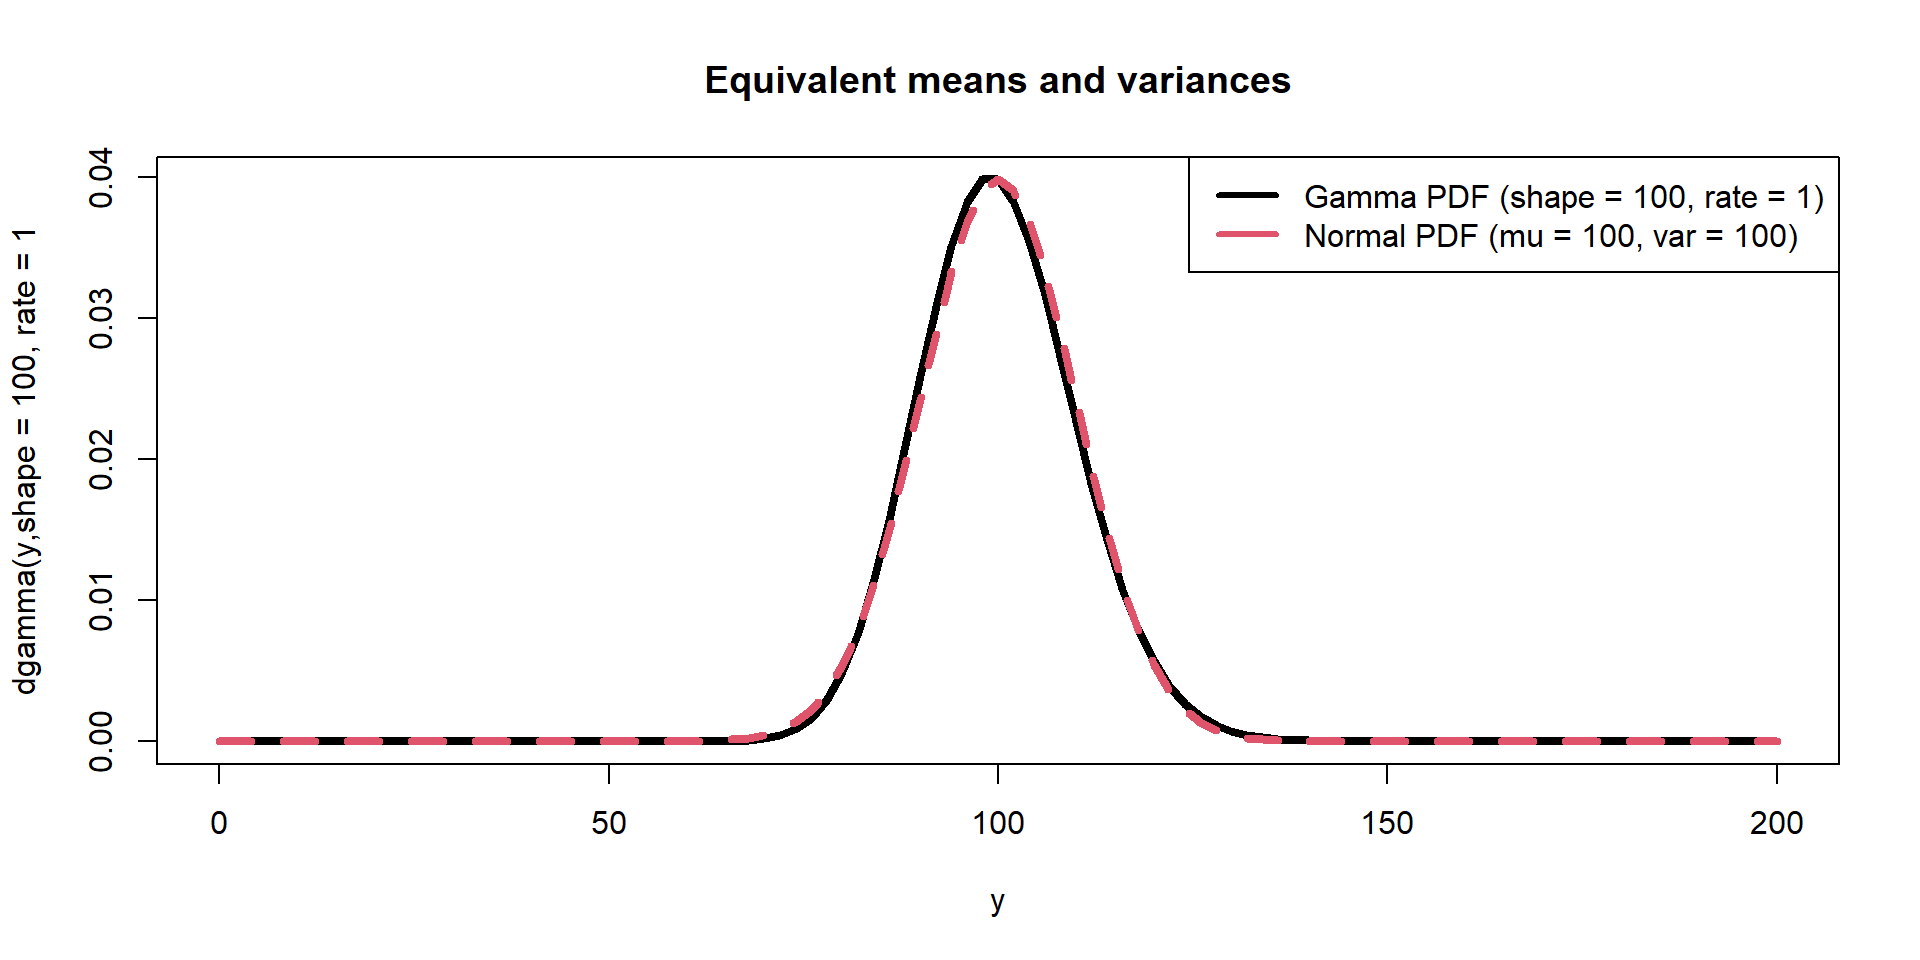 Equivalent means and variances
dgamma(y,shape = 100, rate = 1
0.04
0.03
0.02
0.01
0.00
Gamma PDF (shape = 100, rate = 1)
Normal PDF (mu = 100, var = 100)
0 50 100 150 200
y